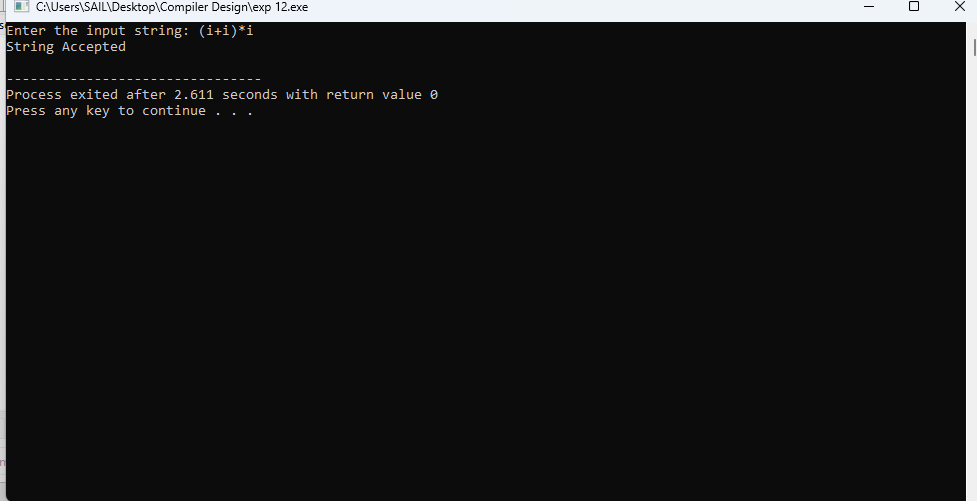 C:\Users\SAIL\Desktop\Compiler Design\exp 12.exe
Enter the input string: (i+i)*i
String Accepted
--------------------------------
Process exited after 2.611 seconds with return value 0
Press any key to continue . . .